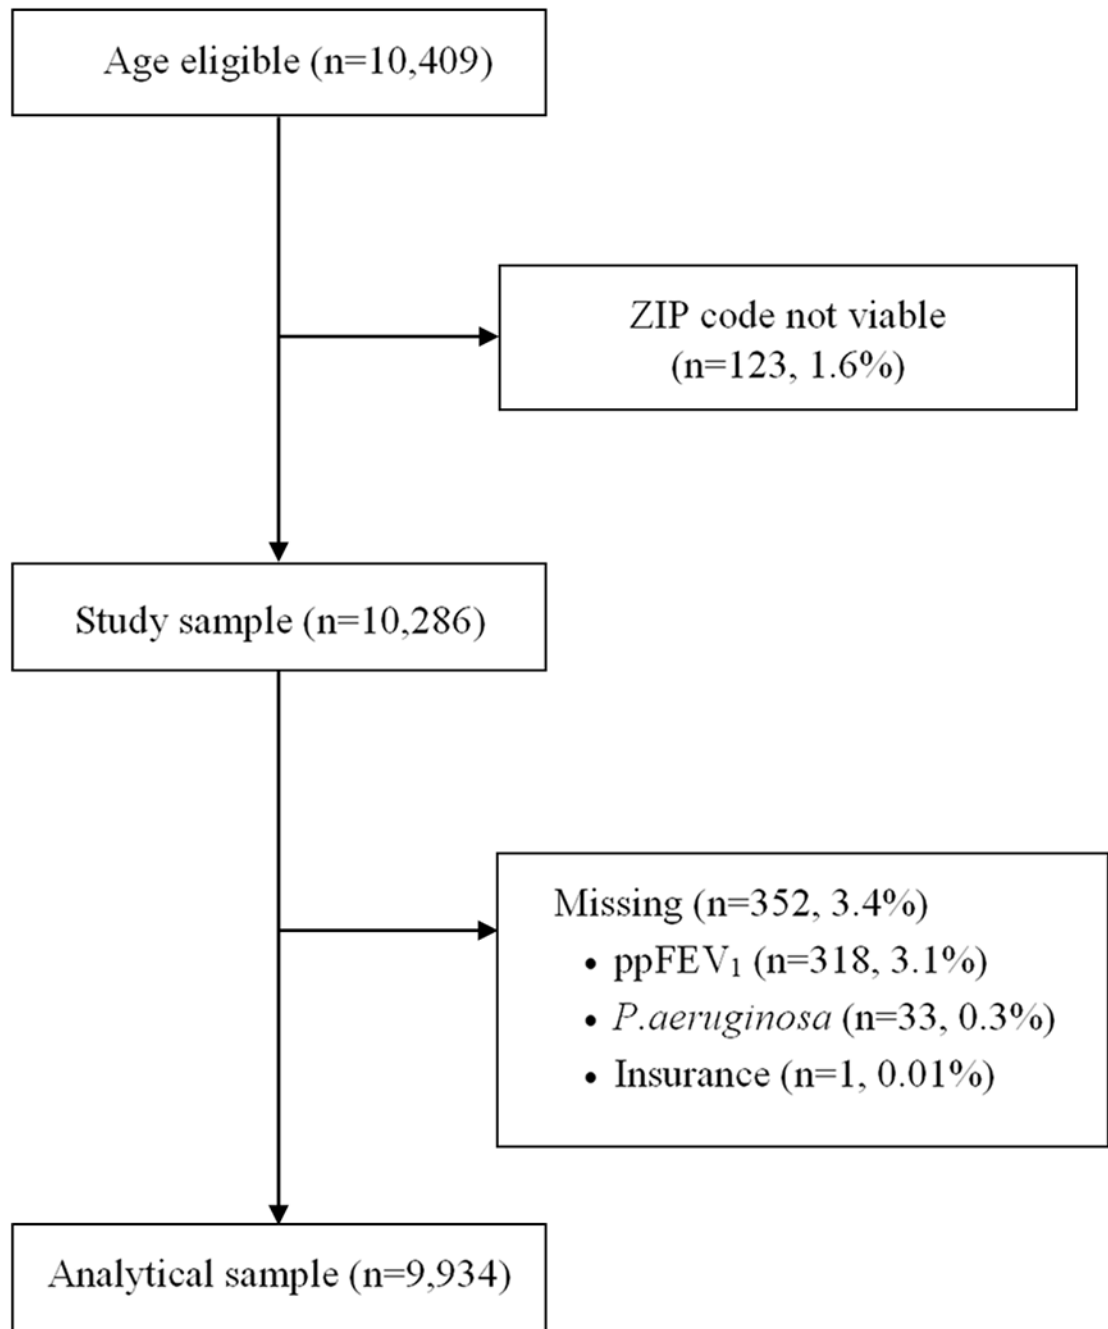 Age eligible (n=10,409)
ZIP code not viable
(n=123, 1.6%)
Study sample (n=10,286)
Missing (n=352, 3.4%)
• ppFEV₁ (n=318, 3.1%)
• P.aeruginosa (n=33, 0.3%)
• Insurance (n=1, 0.01%)
Analytical sample (n=9,934)